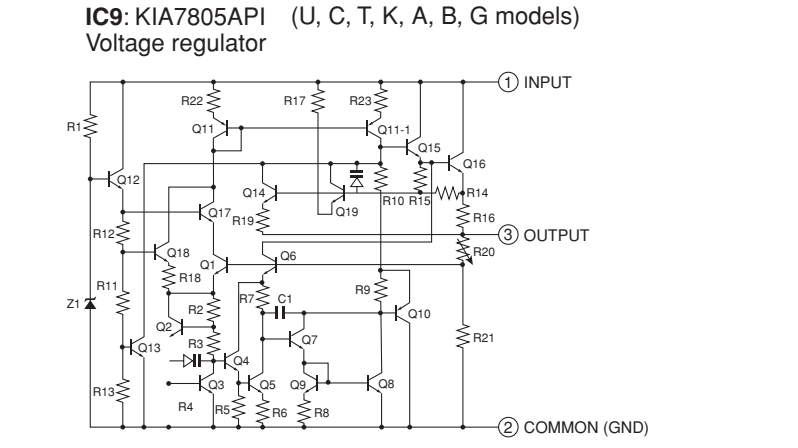 IC9: KIA7805API (U, C, T, K, A, B, G models)
Voltage regulator
1 INPUT
R22 R17 R23
R1 Q11 Q11-1
Q15
Q16
Q12 Q14 R14
Q19 R10 R15
Q17 R19 R16
R12 3 OUTPUT
Q18 Q6 R20
Q1
R18
R11 R7 C1 R9
Z1 R2 Q10
Q2
R3 Q7 R21
Q13
Q4
Q3 Q5 Q9 Q8
R13
R4 R5 R6 R8
2 COMMON (GND)